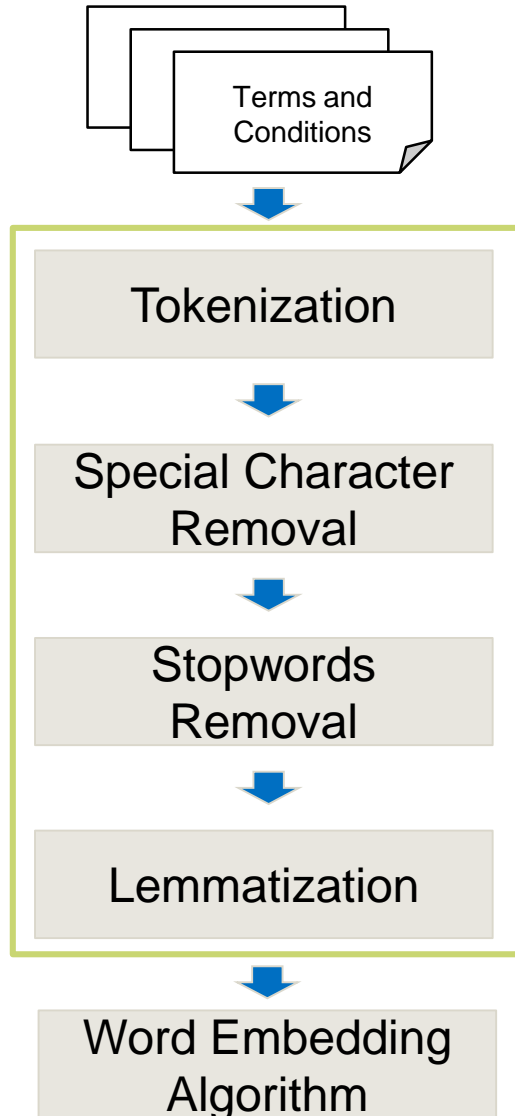 Terms and
Conditions
Tokenization
Special Character
Removal
Stopwords
Removal
Lemmatization
Word Embedding
Algorithm